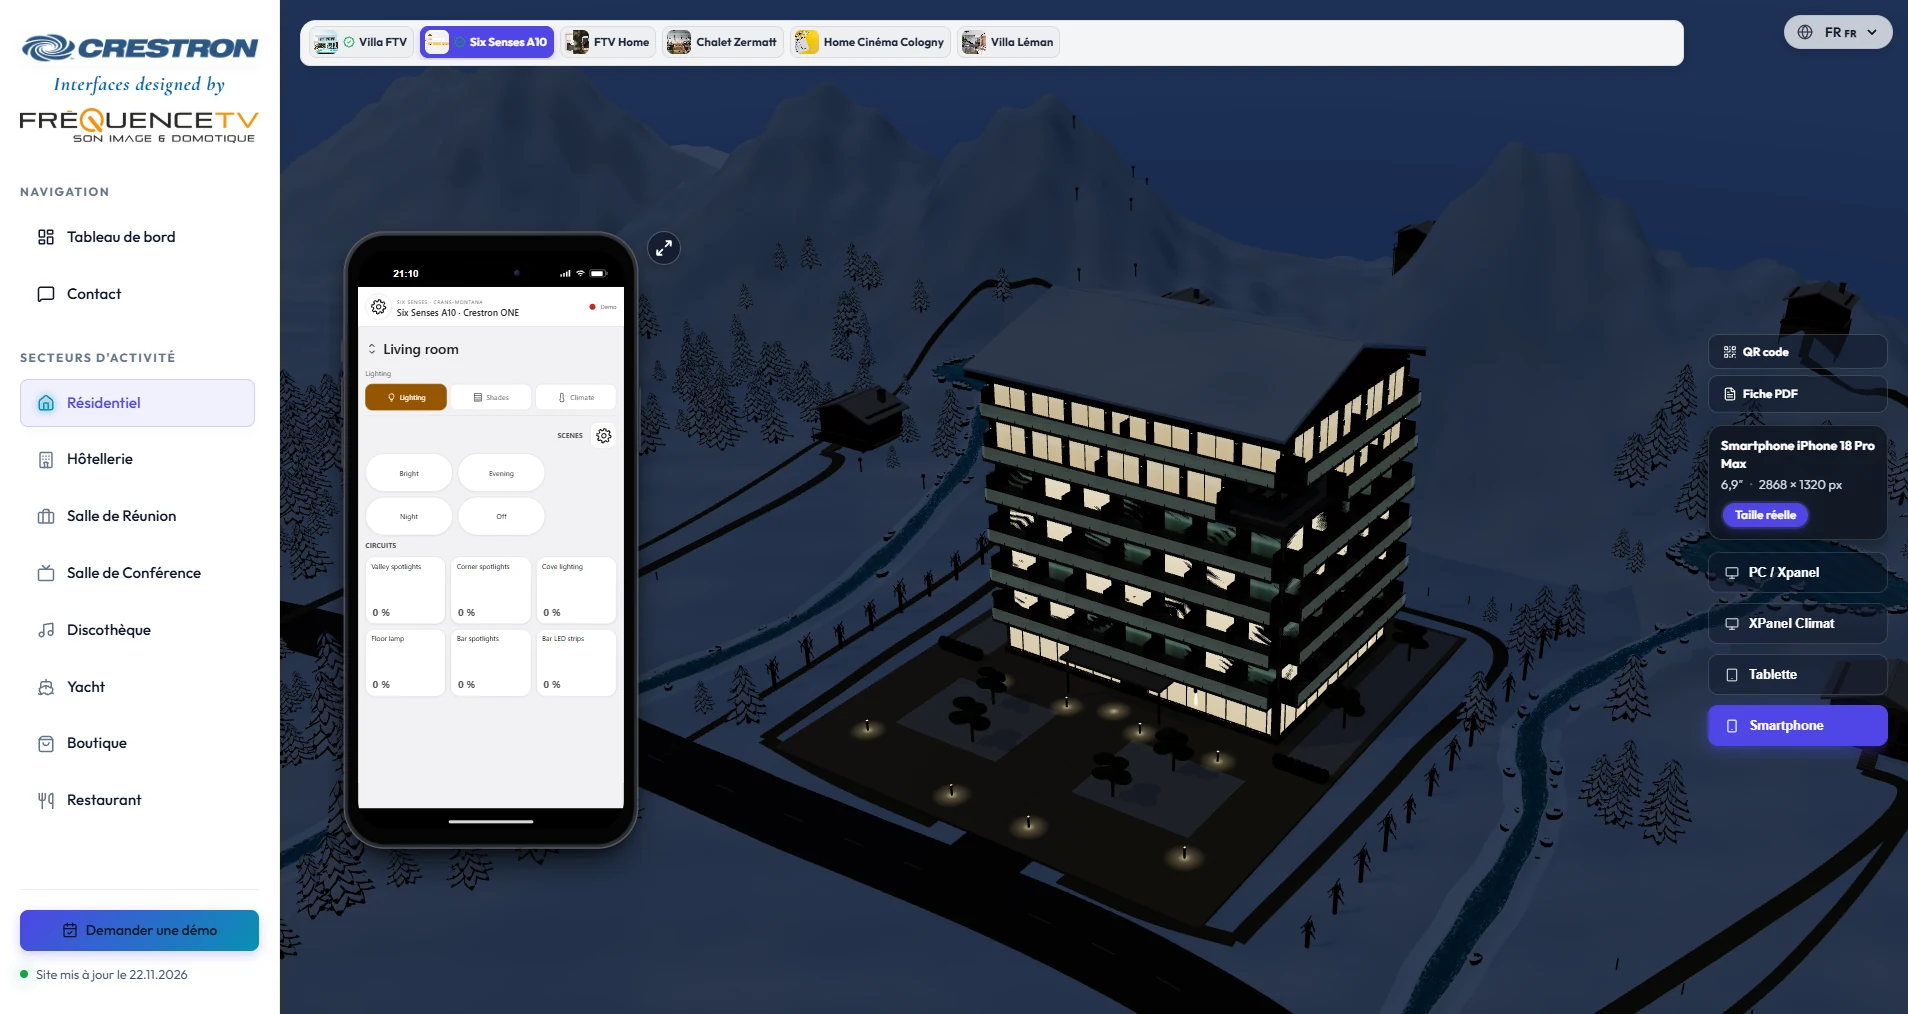 CRESTRON
Interfaces designed by
FRÉQUENCETV
SON IMAGE & DOMOTIQUE
NAVIGATION
Tableau de bord
Contact
SECTEURS D'ACTIVITÉ
Résidentiel
Hôtellerie
Salle de Réunion
Salle de Conférence
Discothèque
Yacht
Boutique
Restaurant
Demander une démo
Site mis à jour le 22.11.2026
Villa FTV
Six Senses A10
FTV Home
Chalet Zermatt
Home Cinéma Cologny
Villa Léman
FR FR
21:10
SIX SENSES - CRANS-MONTANA
Six Senses A10 - Crestron ONE
Demo
Living room
Lighting
Lighting
Shades
Climate
SCENES
Bright
Evening
Night
Off
CIRCUITS
Valley spotlights
Corner spotlights
Cove lighting
0 %
0 %
0 %
Floor lamp
Bar spotlights
Bar LED strips
0 %
0 %
0 %
QR code
Fiche PDF
Smartphone iPhone 18 Pro
Max
6,9" · 2868 × 1320 px
Taille réelle
PC / Xpanel
XPanel Climat
Tablette
Smartphone